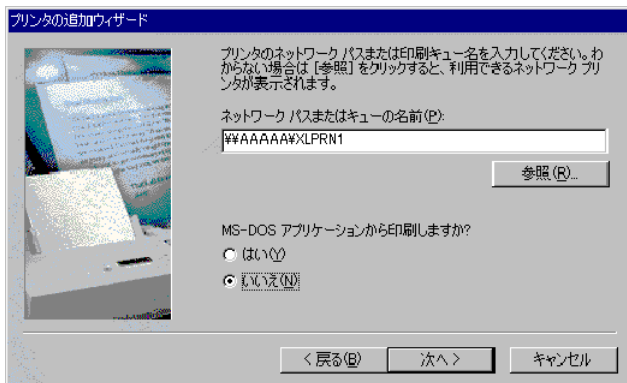 プリンタの追加ウィザード
プリンタのネットワーク パスまたは印刷キュー名を入力してください。わ
からない場合は [参照] をクリックすると、利用できるネットワーク プリ
ンタが表示されます。
ネットワーク パスまたはキューの名前(P):
¥¥AAAAA¥XLPRN1
参照(R)...
MS-DOS アプリケーションから印刷しますか?
はい(Y)
いいえ(N)
< 戻る(B)
次へ >
キャンセル